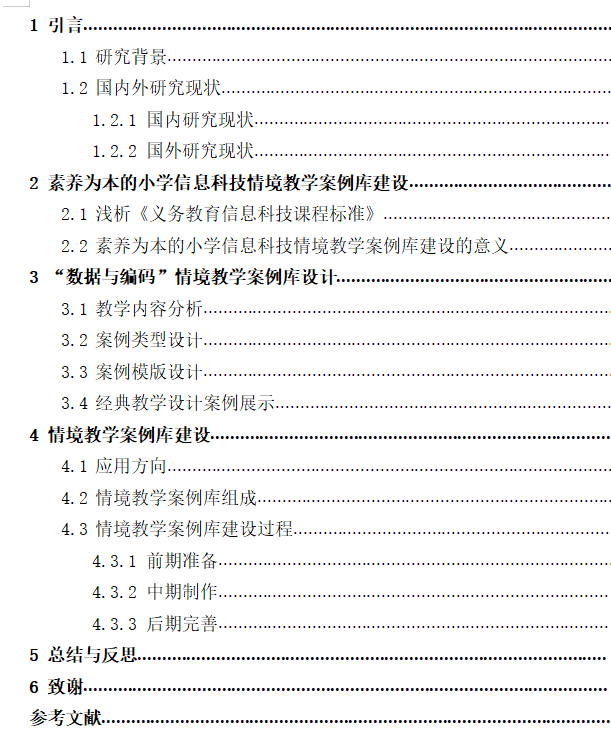 1 引言
1.1 研究背景
1.2 国内外研究现状
1.2.1 国内研究现状
1.2.2 国外研究现状
2 素养为本的小学信息科技情境教学案例库建设
2.1 浅析《义务教育信息科技课程标准》
2.2 素养为本的小学信息科技情境教学案例库建设的意义
3 “数据与编码”情境教学案例库设计
3.1 教学内容分析
3.2 案例类型设计
3.3 案例模版设计
3.4 经典教学设计案例展示
4 情境教学案例库建设
4.1 应用方向
4.2 情境教学案例库组成
4.3 情境教学案例库建设过程
4.3.1 前期准备
4.3.2 中期制作
4.3.3 后期完善
5 总结与反思
6 致谢
参考文献